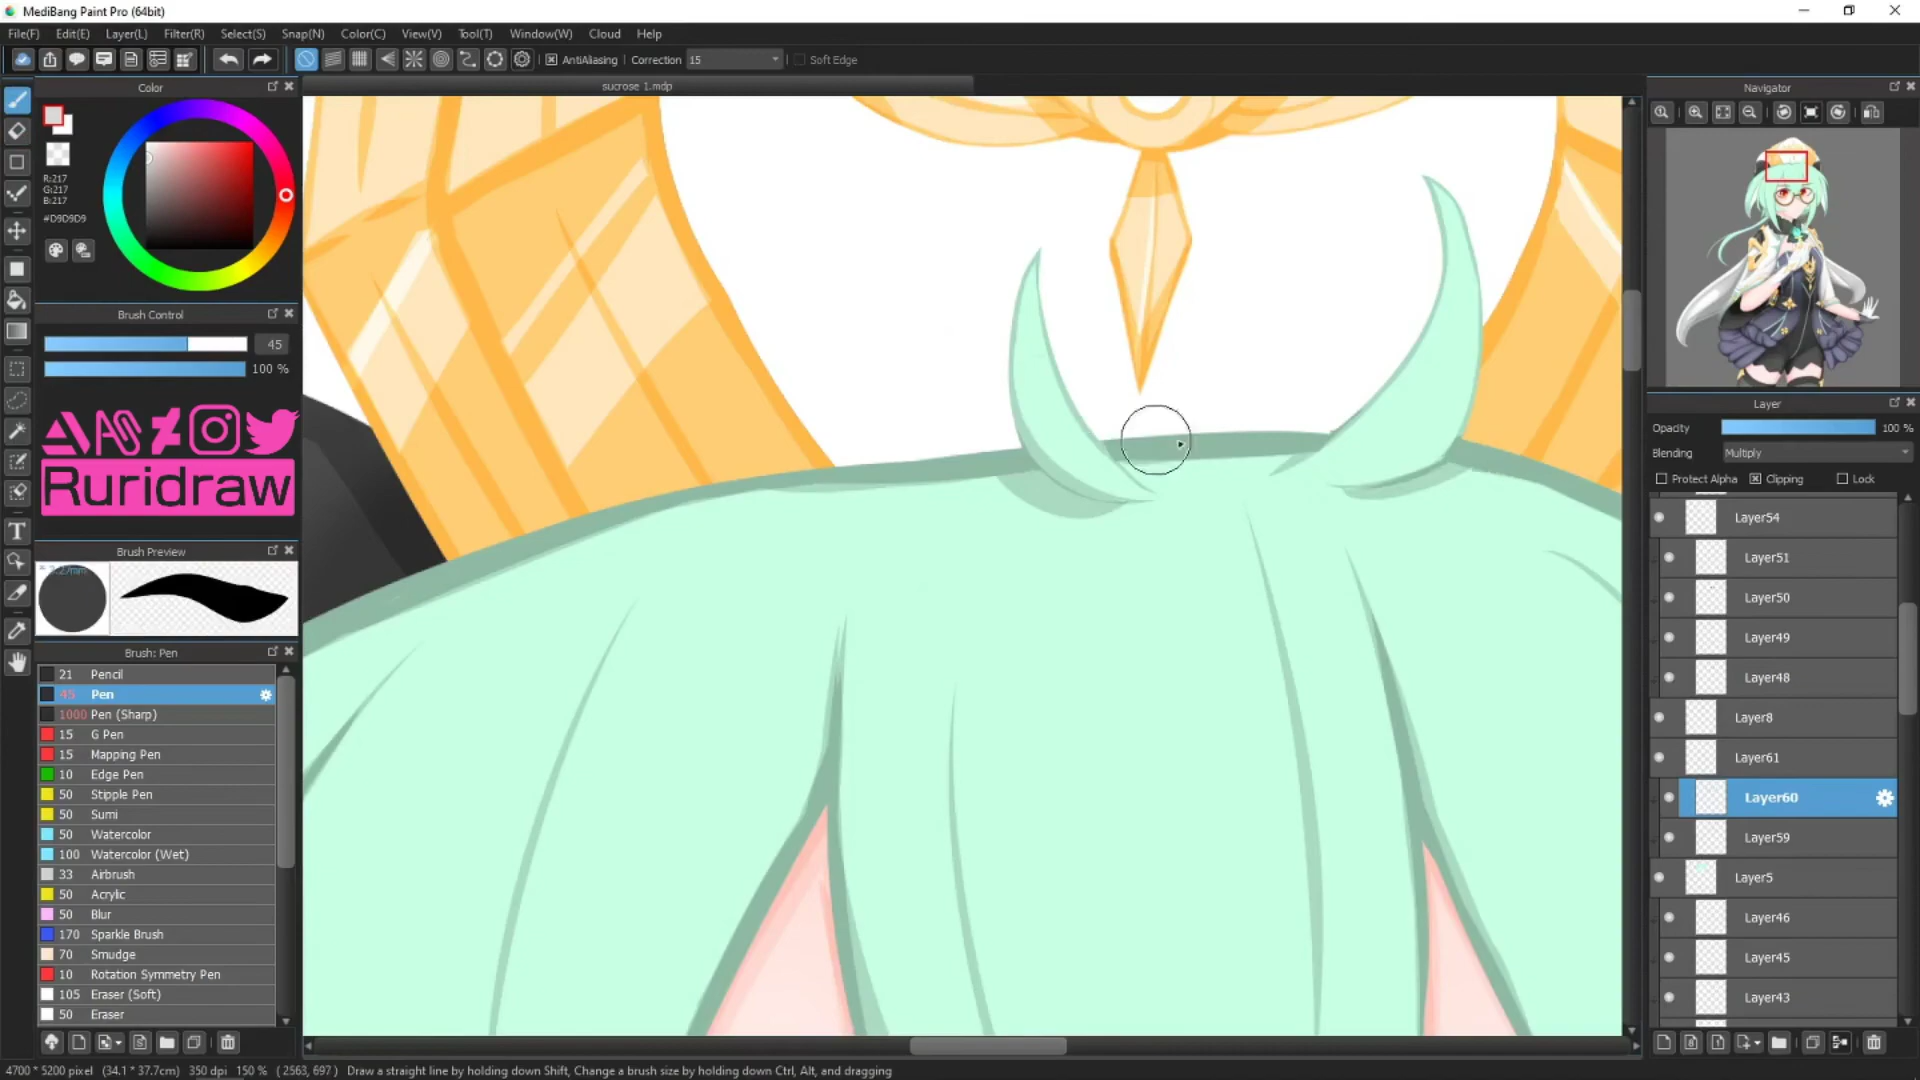 MediBang Paint Pro (64bit)
File(F) Edit(E) Layer(L) Filter(R) Select(S) Snap(N) Color(C) View(V) Tool(T) Window(W) Cloud Help
AntiAliasing Correction 15 Soft Edge
Color
sucrose 1.mdp
Navigator
R:217
G:217
B:217
#D9D9D9
Brush Control
45
100 %
Ruridraw
Brush Preview
Brush: Pen
21 Pencil
45 Pen
1000 Pen (Sharp)
15 G Pen
15 Mapping Pen
10 Edge Pen
50 Stipple Pen
50 Sumi
50 Watercolor
100 Watercolor (Wet)
33 Airbrush
50 Acrylic
50 Blur
170 Sparkle Brush
70 Smudge
10 Rotation Symmetry Pen
105 Eraser (Soft)
50 Eraser
Layer
Opacity 100 %
Blending Multiply
Protect Alpha Clipping Lock
Layer54
Layer51
Layer50
Layer49
Layer48
Layer8
Layer61
Layer60
Layer59
Layer5
Layer46
Layer45
Layer43
4700 * 5200 pixel (34.1 * 37.7cm) 350 dpi 150 % ( 2563, 697 ) Draw a straight line by holding down Shift, Change a brush size by holding down Ctrl, Alt, and dragging